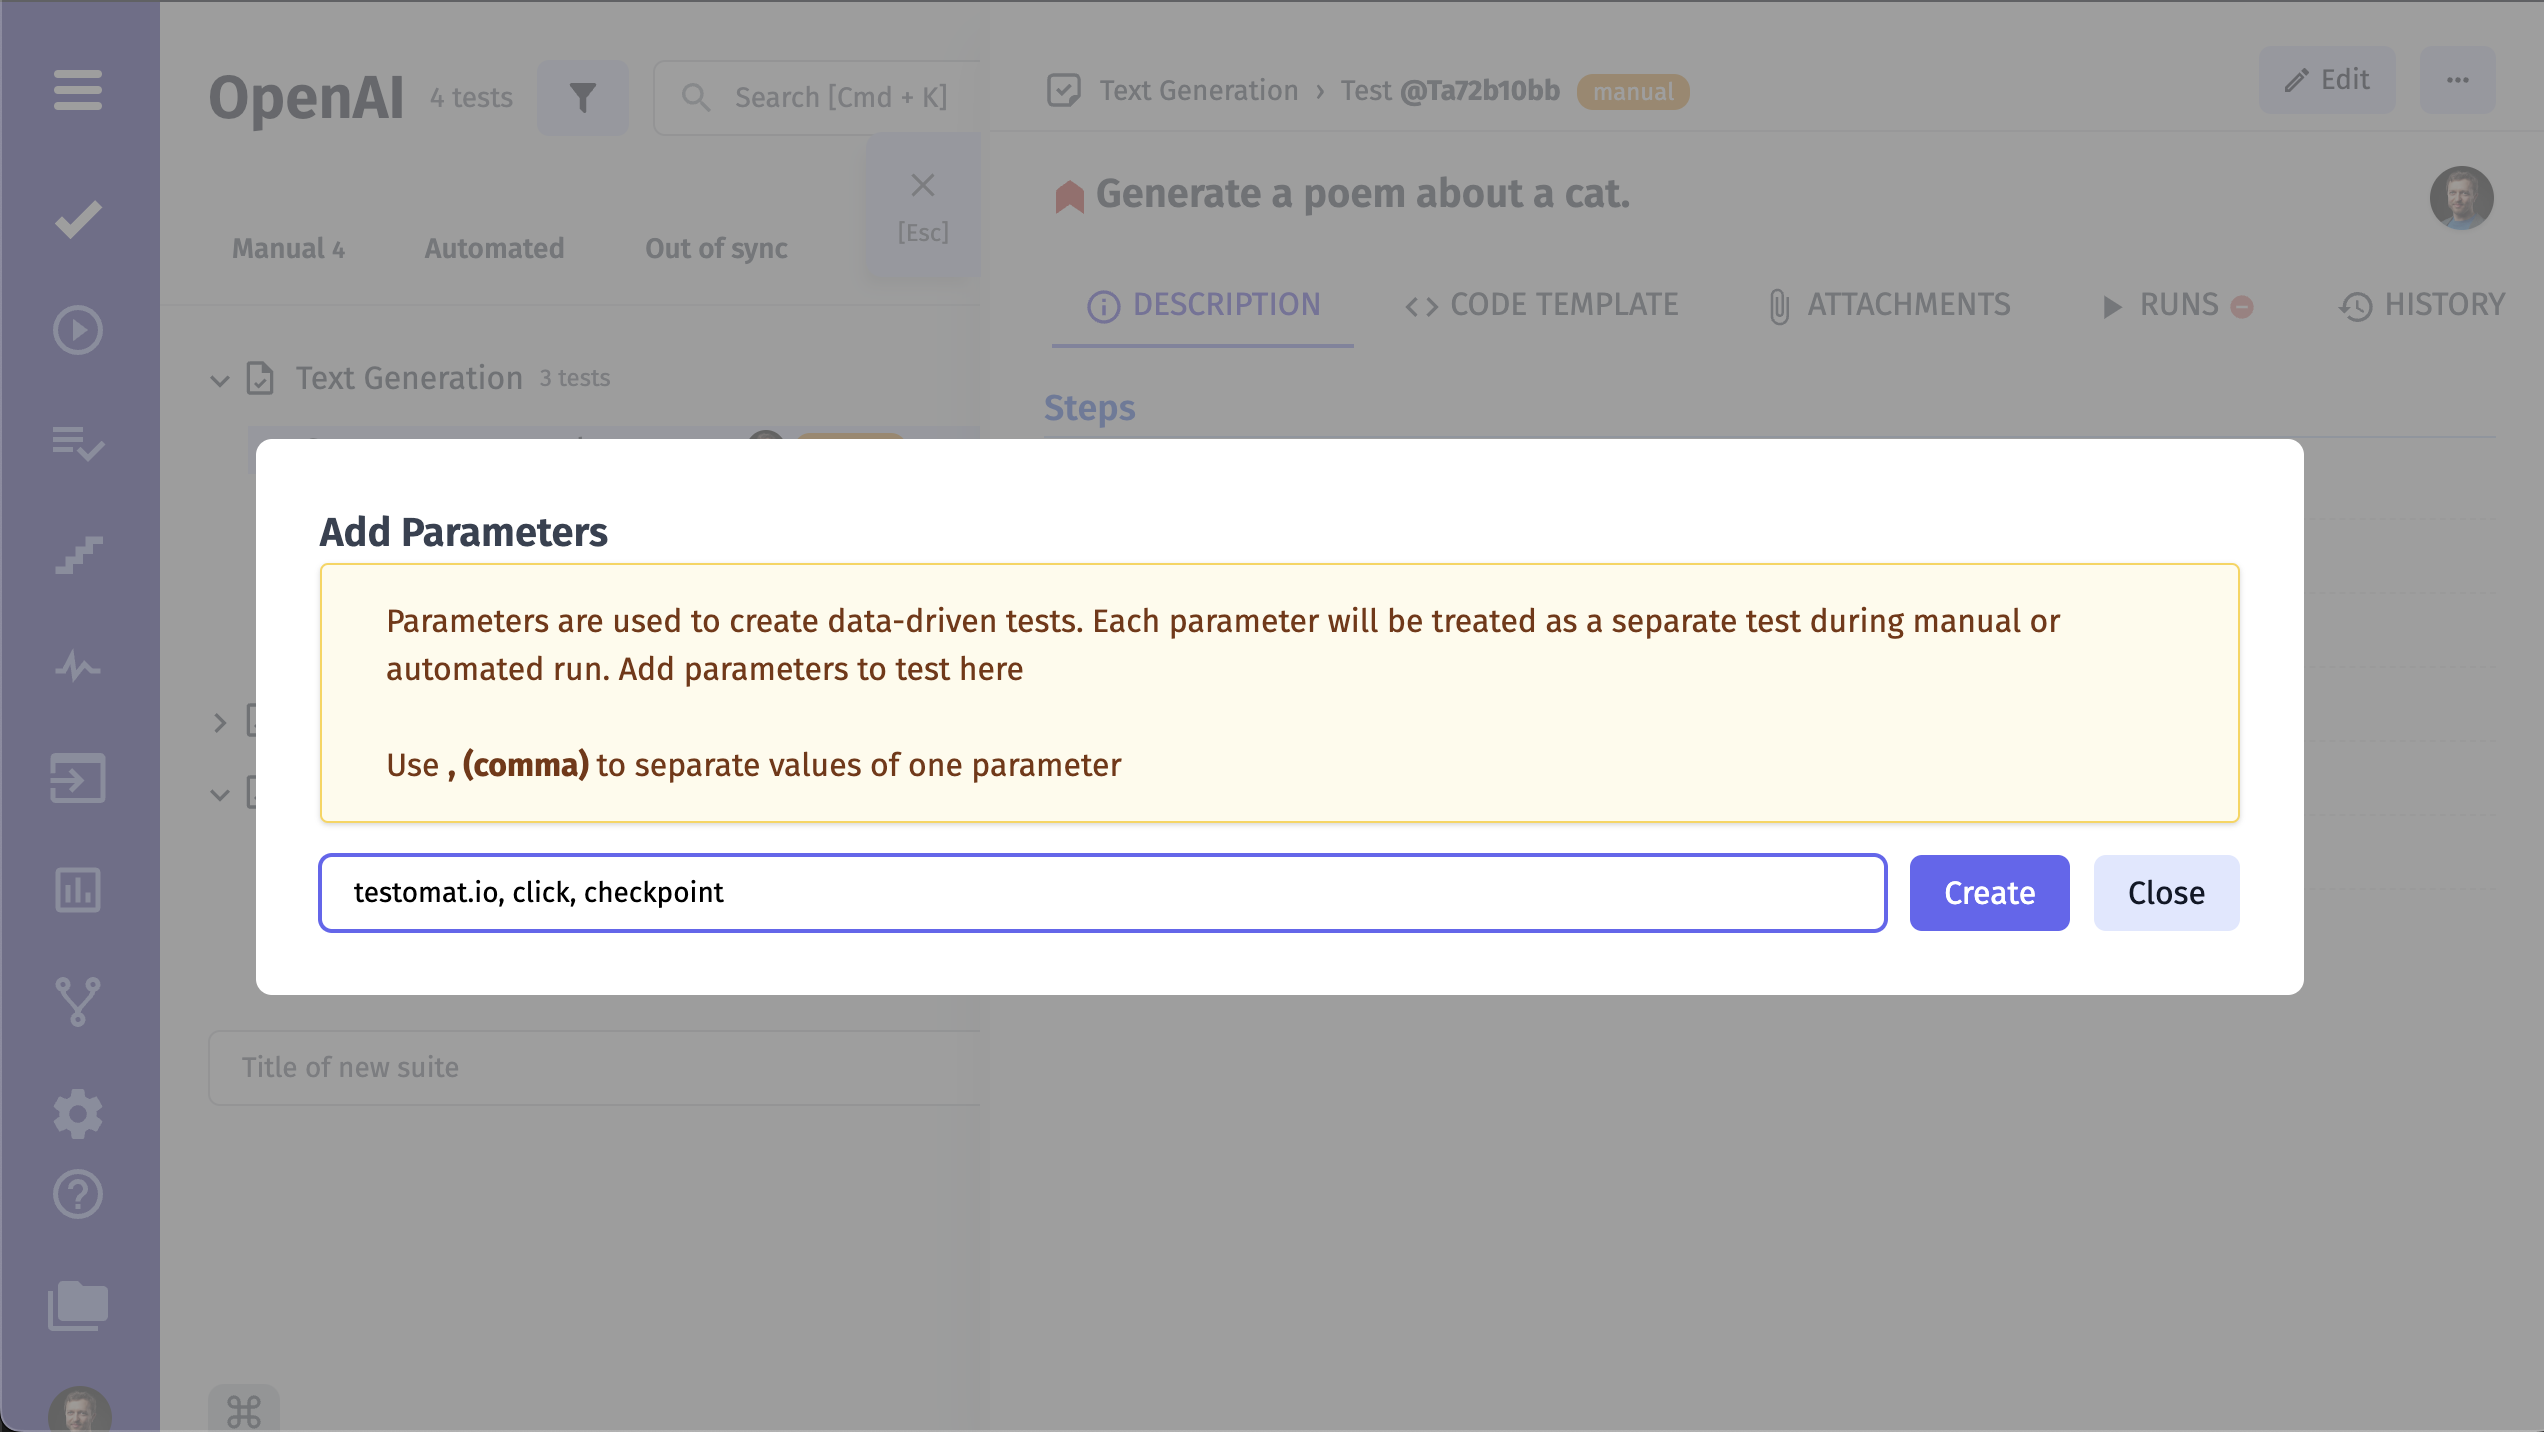 OpenAI 4 tests
Search [Cmd + K]
[Esc]
Manual 4 Automated Out of sync
Text Generation 3 tests
Title of new suite
Text Generation › Test @Ta72b10bb manual
Edit
Generate a poem about a cat.
DESCRIPTION CODE TEMPLATE ATTACHMENTS RUNS HISTORY
Steps
Add Parameters
Parameters are used to create data-driven tests. Each parameter will be treated as a separate test during manual or
automated run. Add parameters to test here
Use , (comma) to separate values of one parameter
testomat.io, click, checkpoint
Create
Close